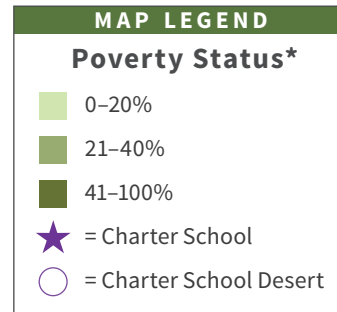 MAP LEGEND
Poverty Status*
0–20%
21–40%
41–100%
= Charter School
= Charter School Desert